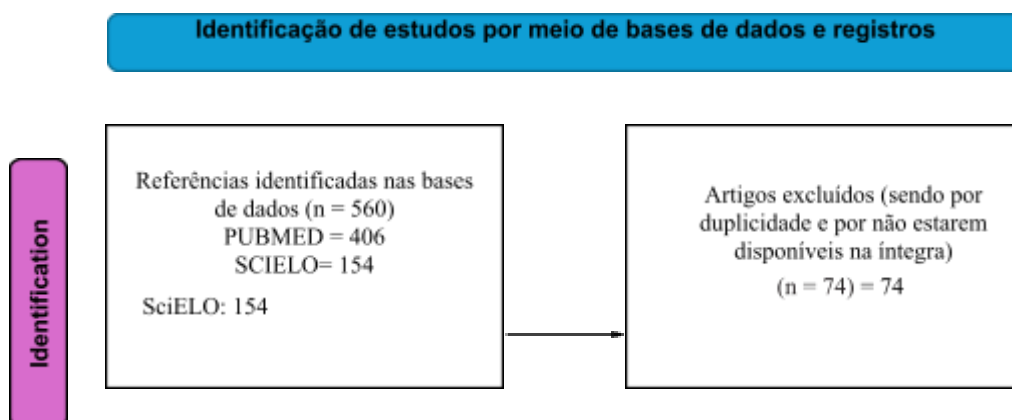 Identificação de estudos por meio de bases de dados e registros
Identification
Referências identificadas nas bases
de dados (n = 560)
PUBMED = 406
SCIELO= 154
SciELO: 154
Artigos excluídos (sendo por
duplicidade e por não estarem
disponíveis na íntegra)
(n = 74) = 74